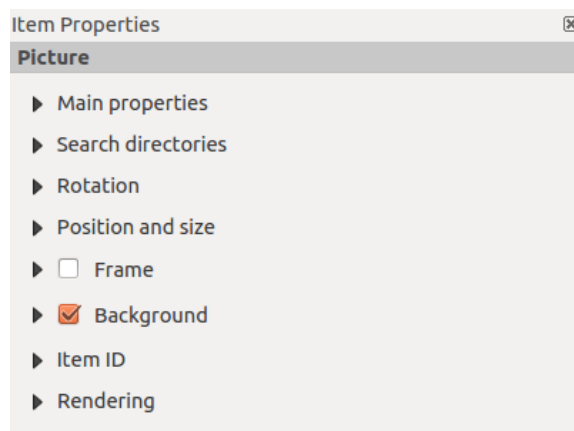 Item Properties
Picture
Main properties
Search directories
Rotation
Position and size
Frame
Background
Item ID
Rendering